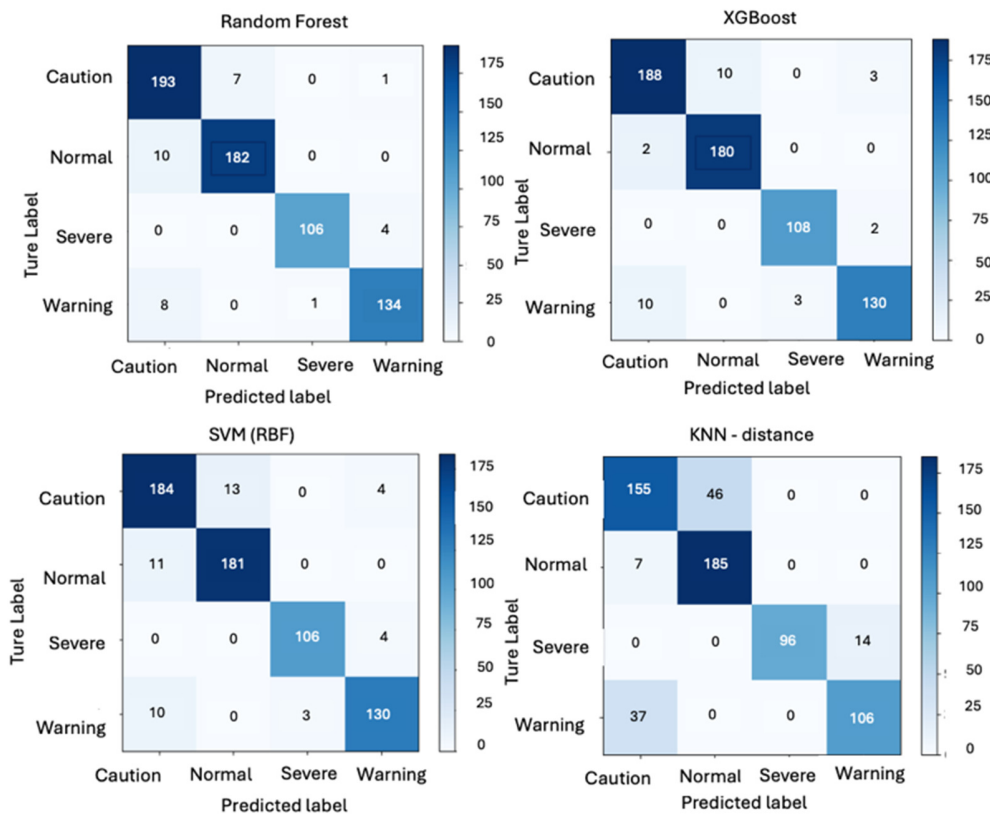 Random Forest
Ture Label
Caution 193 7 0 1
Normal 10 182 0 0
Severe 0 0 106 4
Warning 8 0 1 134
Caution Normal Severe Warning
Predicted label
175
150
125
100
75
50
25
0
XGBoost
Ture Label
Caution 188 10 0 3
Normal 2 180 0 0
Severe 0 0 108 2
Warning 10 0 3 130
Caution Normal Severe Warning
Predicted label
175
150
125
100
75
50
25
0
SVM (RBF)
Ture Label
Caution 184 13 0 4
Normal 11 181 0 0
Severe 0 0 106 4
Warning 10 0 3 130
Caution Normal Severe Warning
Predicted label
175
150
125
100
75
50
25
0
KNN - distance
Ture Label
Caution 155 46 0 0
Normal 7 185 0 0
Severe 0 0 96 14
Warning 37 0 0 106
Caution Normal Severe Warning
Predicted label
175
150
125
100
75
50
25
0